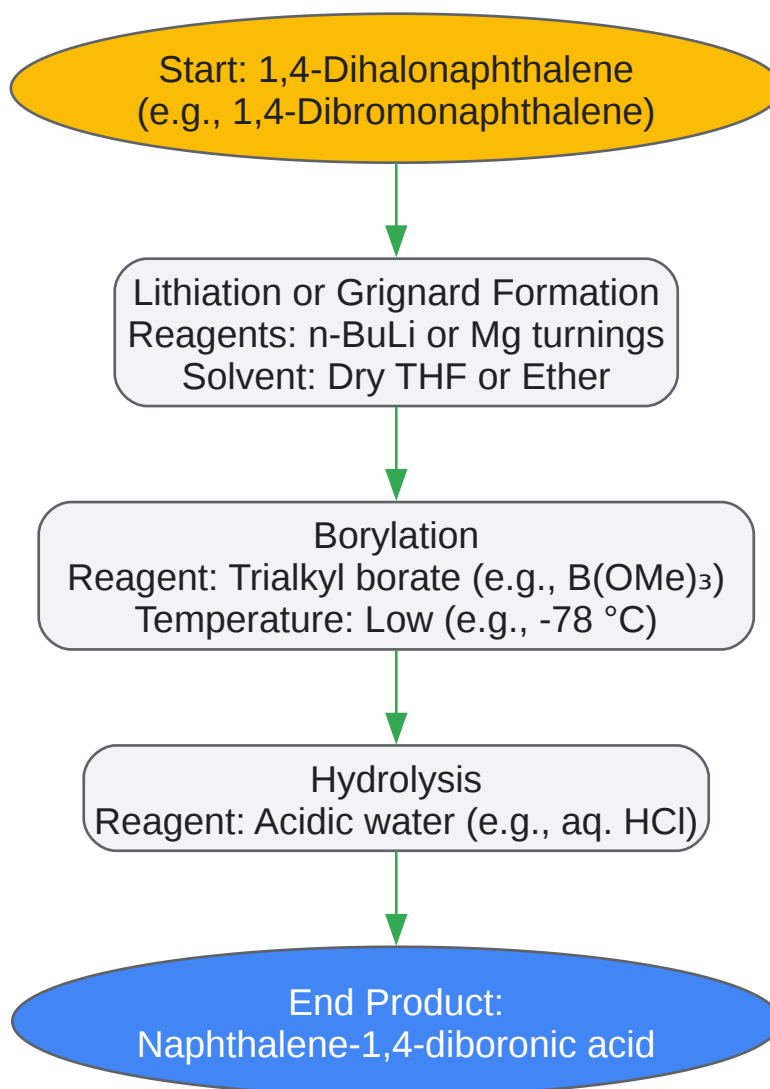 Start: 1,4-Dihalonaphthalene
(e.g., 1,4-Dibromonaphthalene)
Lithiation or Grignard Formation
Reagents: n-BuLi or Mg turnings
Solvent: Dry THF or Ether
Borylation
Reagent: Trialkyl borate (e.g., B(OMe)₃)
Temperature: Low (e.g., -78 °C)
Hydrolysis
Reagent: Acidic water (e.g., aq. HCl)
End Product:
Naphthalene-1,4-diboronic acid